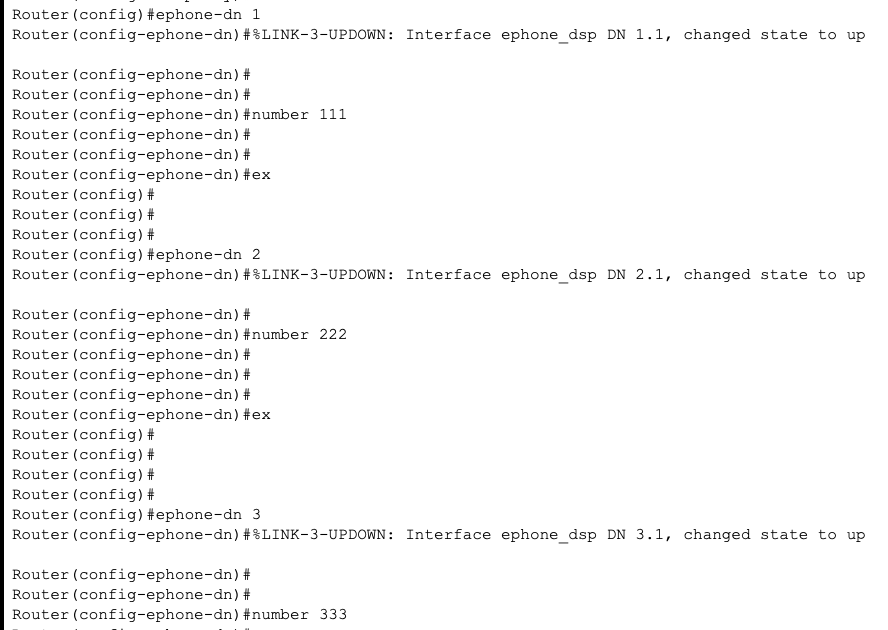 Router(config)#ephone-dn 1
Router(config-ephone-dn)#%LINK-3-UPDOWN: Interface ephone_dsp DN 1.1, changed state to up
Router(config-ephone-dn)#
Router(config-ephone-dn)#
Router(config-ephone-dn)#number 111
Router(config-ephone-dn)#
Router(config-ephone-dn)#
Router(config-ephone-dn)#ex
Router(config)#
Router(config)#
Router(config)#
Router(config)#ephone-dn 2
Router(config-ephone-dn)#%LINK-3-UPDOWN: Interface ephone_dsp DN 2.1, changed state to up
Router(config-ephone-dn)#
Router(config-ephone-dn)#number 222
Router(config-ephone-dn)#
Router(config-ephone-dn)#
Router(config-ephone-dn)#
Router(config-ephone-dn)#ex
Router(config)#
Router(config)#
Router(config)#
Router(config)#
Router(config)#ephone-dn 3
Router(config-ephone-dn)#%LINK-3-UPDOWN: Interface ephone_dsp DN 3.1, changed state to up
Router(config-ephone-dn)#
Router(config-ephone-dn)#
Router(config-ephone-dn)#number 333